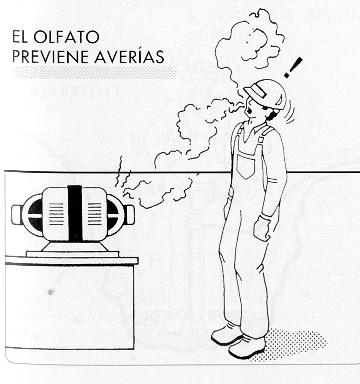 EL OLFATO
PREVIENE AVERÍAS
!